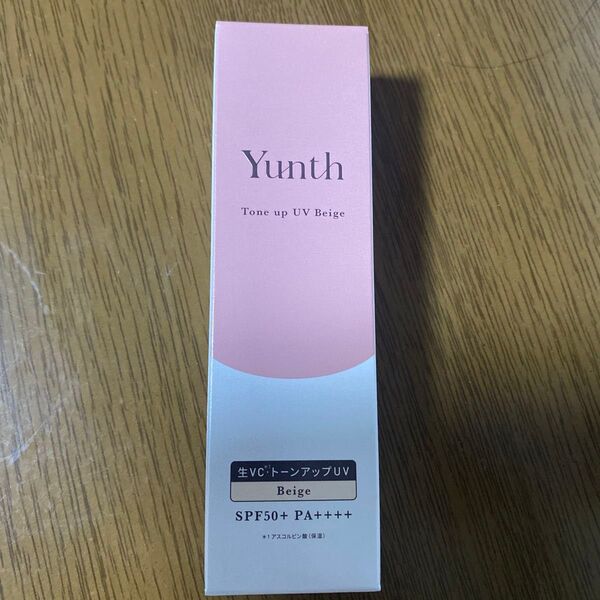 Yunth
Tone up UV Beige
生VC*¹トーンアップUV
Beige
SPF50+ PA++++
*1アスコルビン酸(保湿)